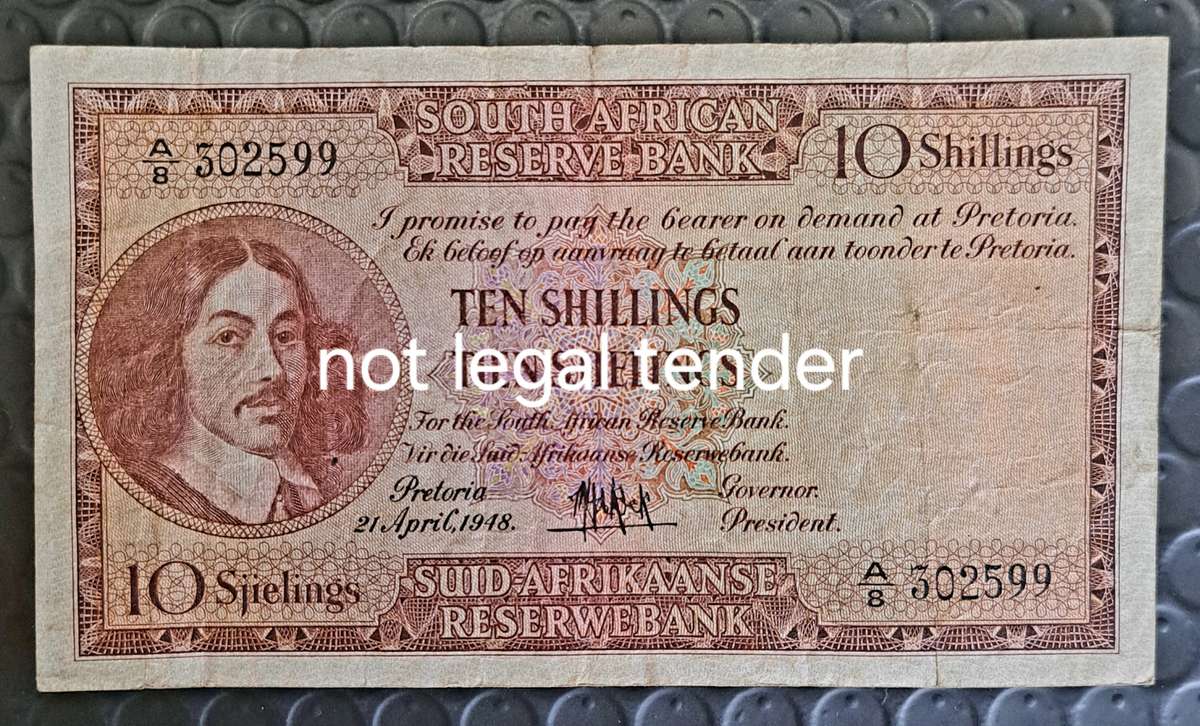 SOUTH AFRICAN
RESERVE BANK
A/8 302599
10 Shillings
I promise to pay the bearer on demand at Pretoria.
Ek beloof op aanvraag te betaal aan toonder te Pretoria.
TEN SHILLINGS
not legal tender
For the South African Reserve Bank.
Vir die Suid-Afrikaanse Reserwebank.
Pretoria
21 April, 1948.
Governor.
President.
10 Sjielings
SUID-AFRIKAANSE
RESERWEBANK
A/8 302599